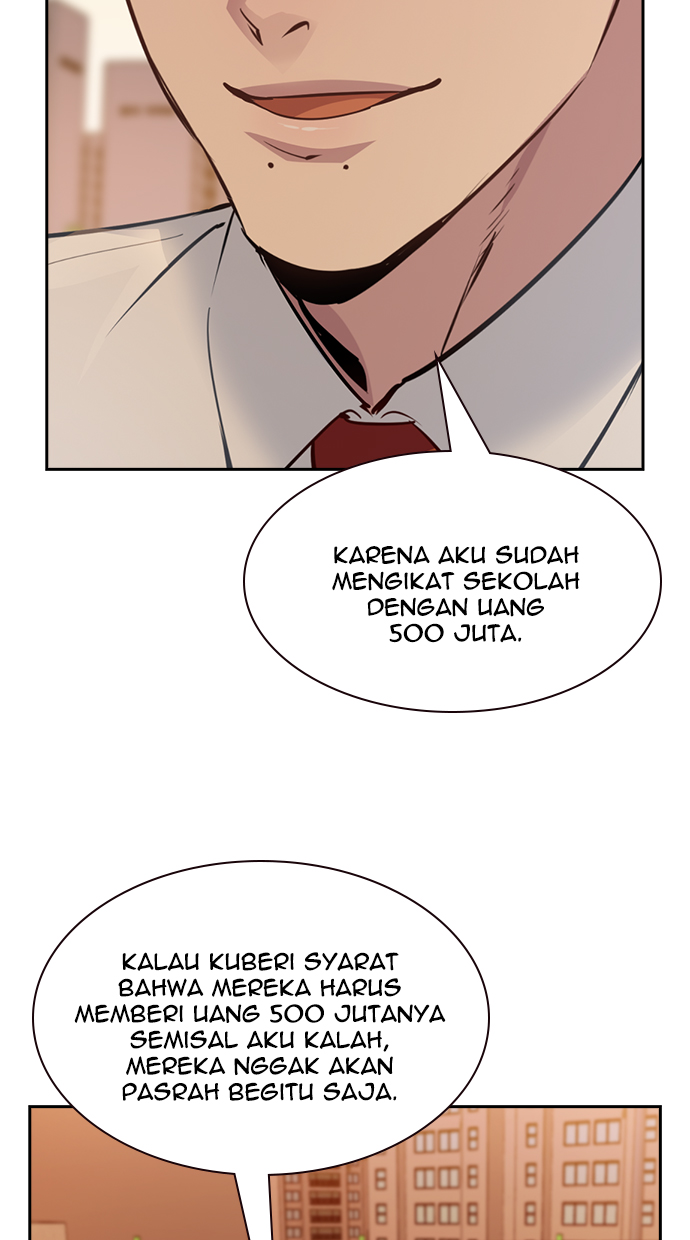 KARENA AKU SUDAH
MENGIKAT SEKOLAH
DENGAN UANG
500 JUTA.
KALAU KUBERI SYARAT
BAHWA MEREKA HARUS
MEMBERI UANG 500 JUTANYA
SEMISAL AKU KALAH,
MEREKA NGGAK AKAN
PASRAH BEGITU SAJA.